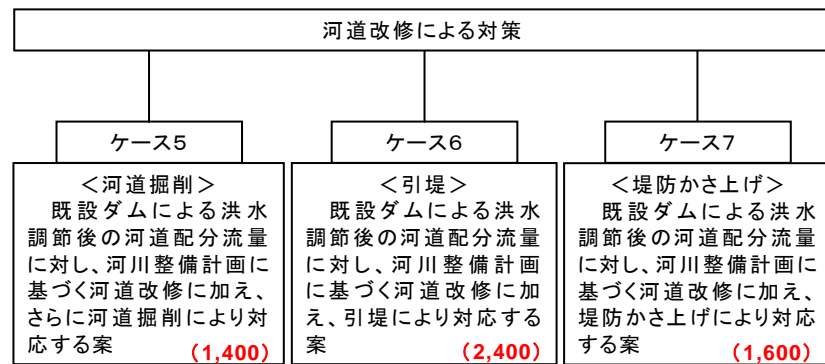 河道改修による対策
ケース5
＜河道掘削＞
既設ダムによる洪水
調節後の河道配分流量
に対し、河川整備計画に
基づく河道改修に加え、
さらに河道掘削により対
応する案
（1,400）
ケース6
＜引堤＞
既設ダムによる洪水
調節後の河道配分流量
に対し、河川整備計画
に基づく河道改修に加
え、引堤により対応する
案
（2,400）
ケース7
＜堤防かさ上げ＞
既設ダムによる洪水
調節後の河道配分流量
に対し、河川整備計画に
基づく河道改修に加え、
堤防かさ上げにより対応
する案
（1,600）